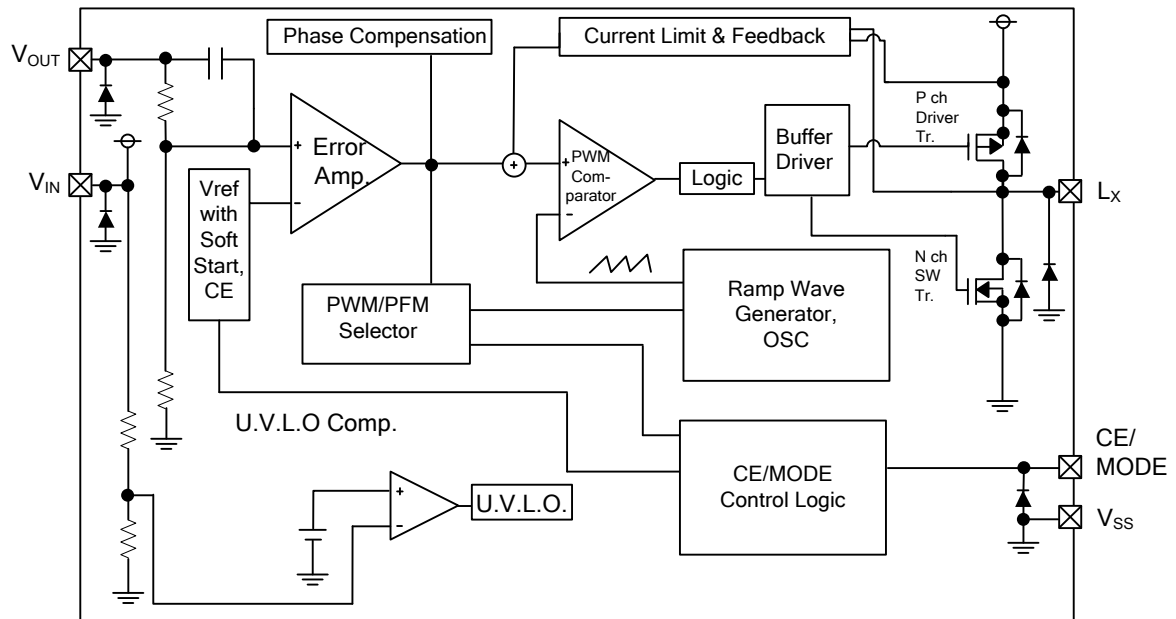 Phase Compensation
Current Limit & Feedback
VOUT
P ch
Driver
Tr.
Buffer
Driver
+
Error
Amp.
-
+
+
PWM
Com-
parator
-
Logic
VIN
Vref
with
Soft
Start,
CE
LX
N ch
SW
Tr.
PWM/PFM
Selector
Ramp Wave
Generator,
OSC
U.V.L.O Comp.
CE/
MODE
CE/MODE
Control Logic
+
-
U.V.L.O.
VSS